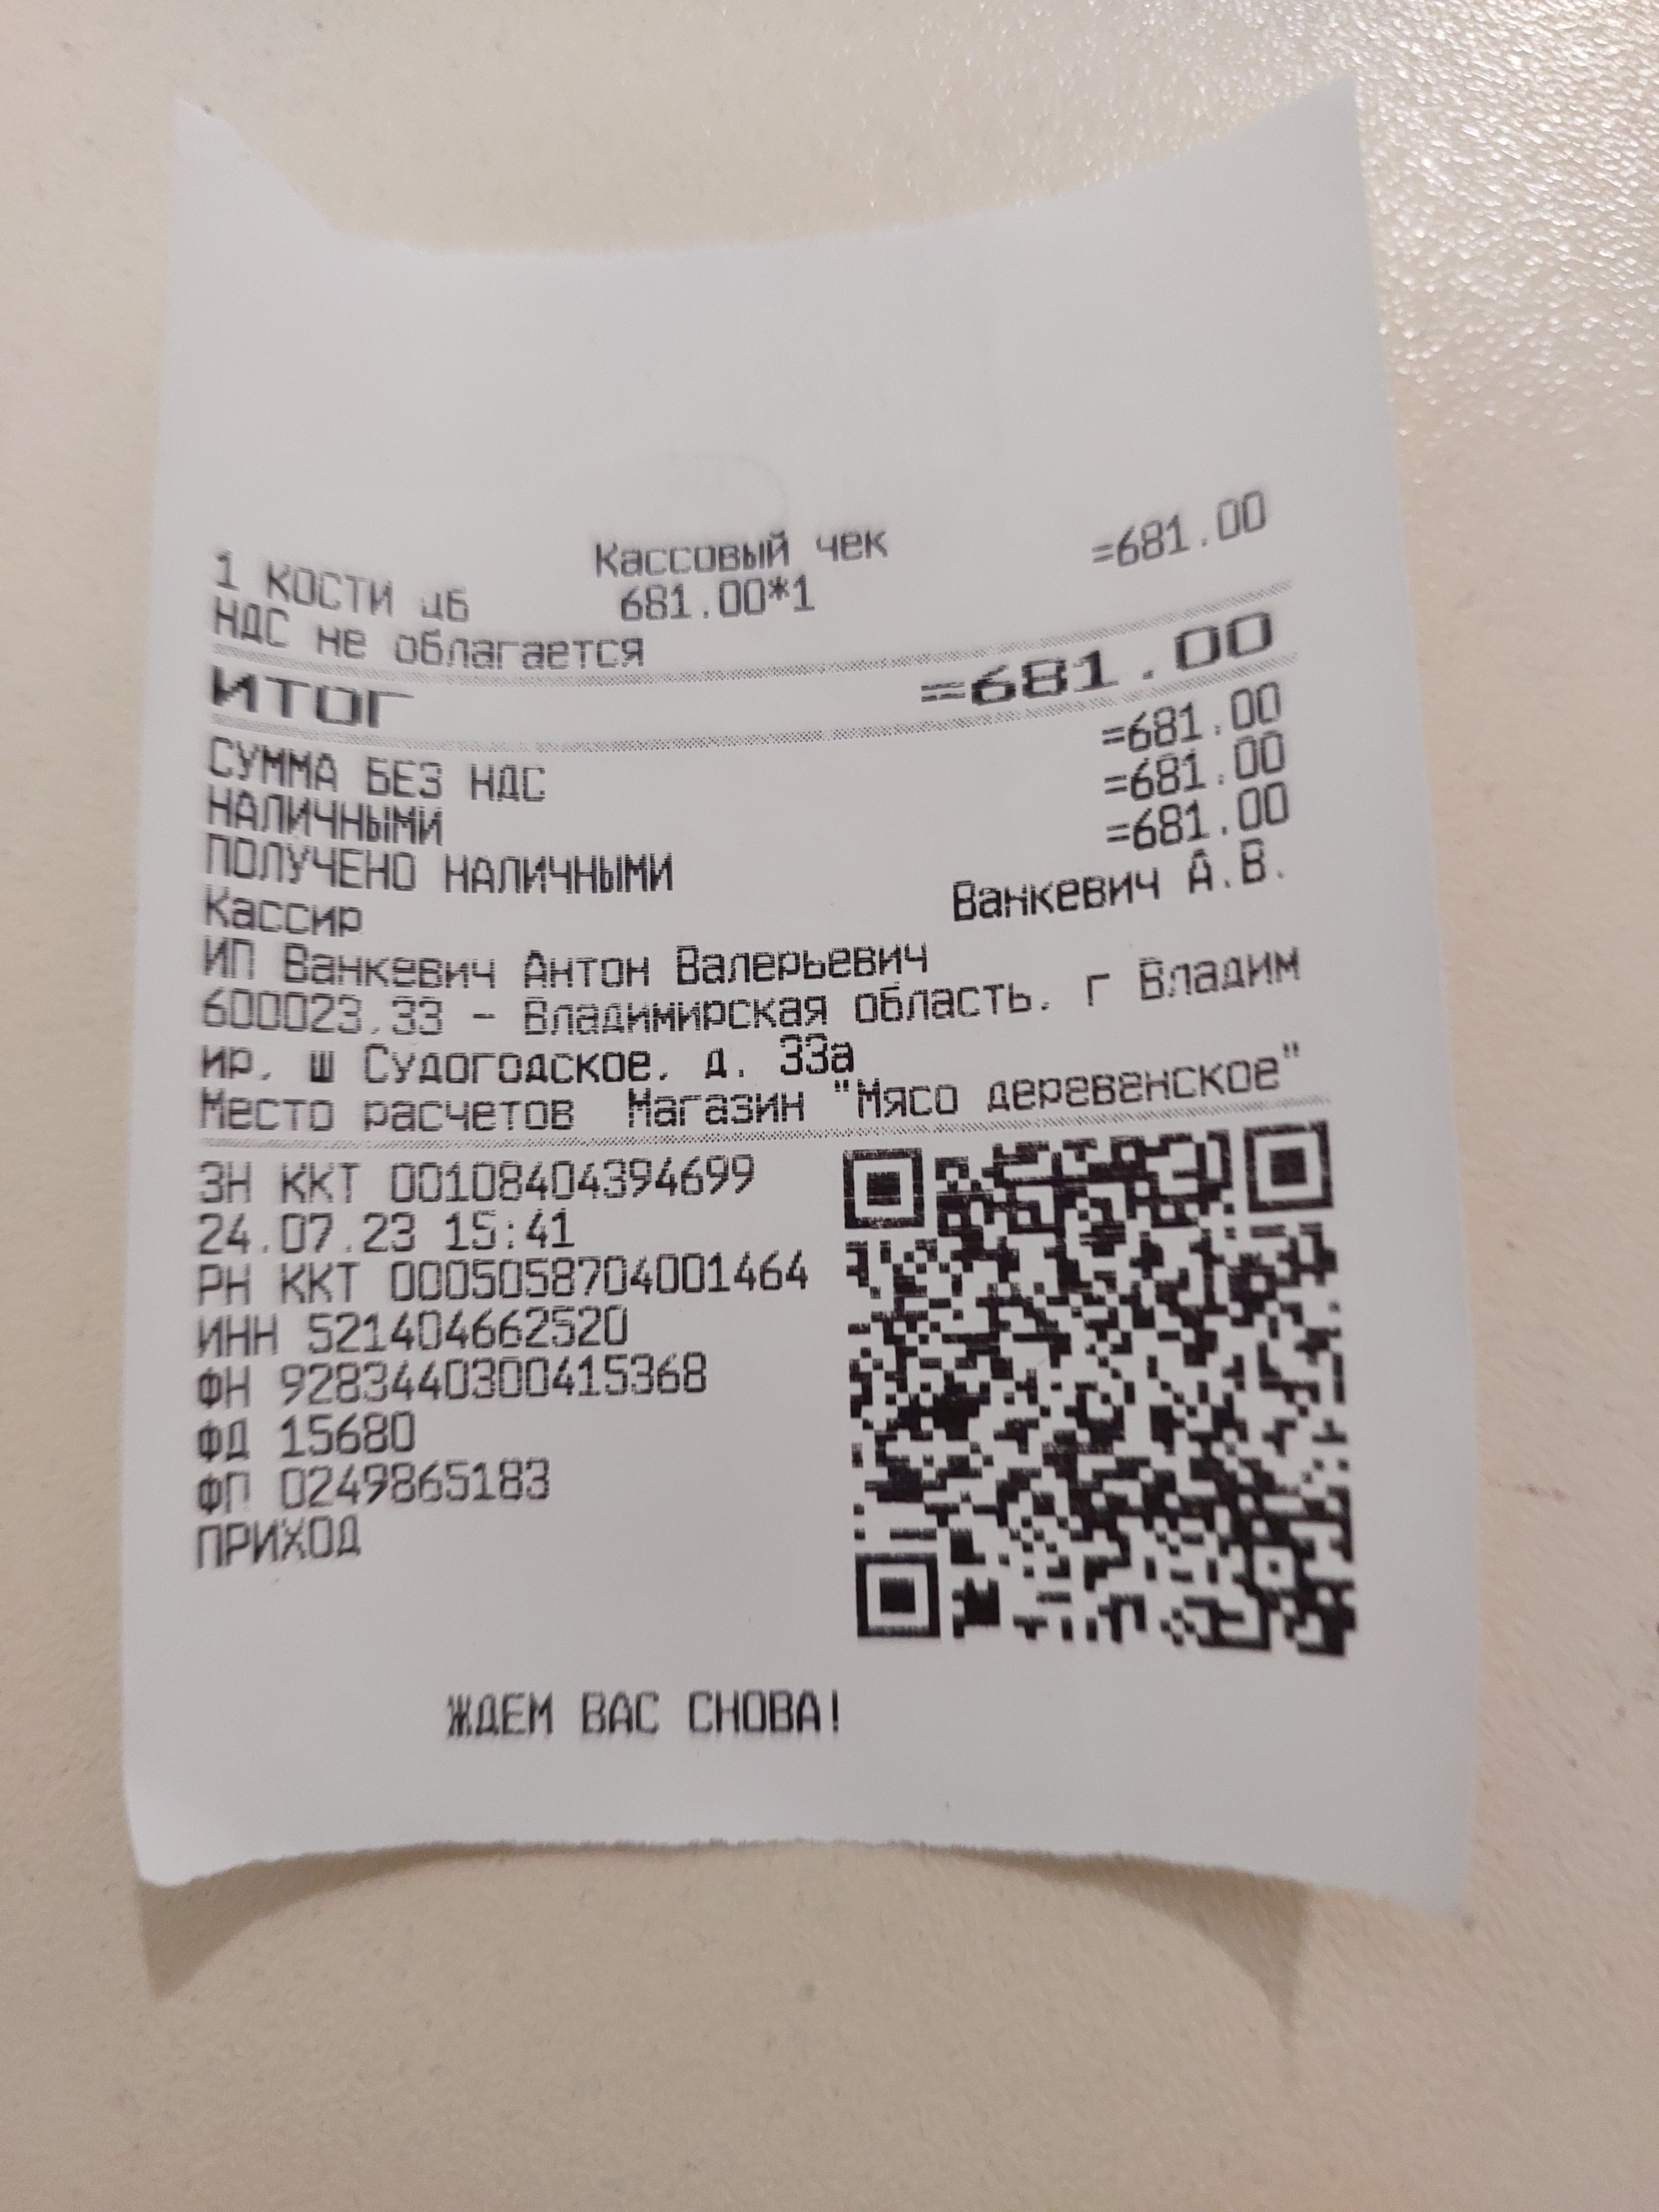 Кассовый чек
1 КОСТИ цб 681.00*1 =681.00
НДС не облагается
ИТОГ =681.00
СУММА БЕЗ НДС =681.00
НАЛИЧНЫМИ =681.00
ПОЛУЧЕНО НАЛИЧНЫМИ =681.00
Кассир Ванкевич А.В.
ИП Ванкевич Антон Валерьевич
600023,33 - Владимирская область, г Владим
ир, ш Судогодское, д. 33а
Место расчетов Магазин "Мясо деревенское"
ЗН ККТ 00108404394699
24.07.23 15:41
РН ККТ 0005058704001464
ИНН 521404662520
ФН 9283440300415368
ФД 15680
ФП 0249865183
ПРИХОД
ЖДЕМ ВАС СНОВА!